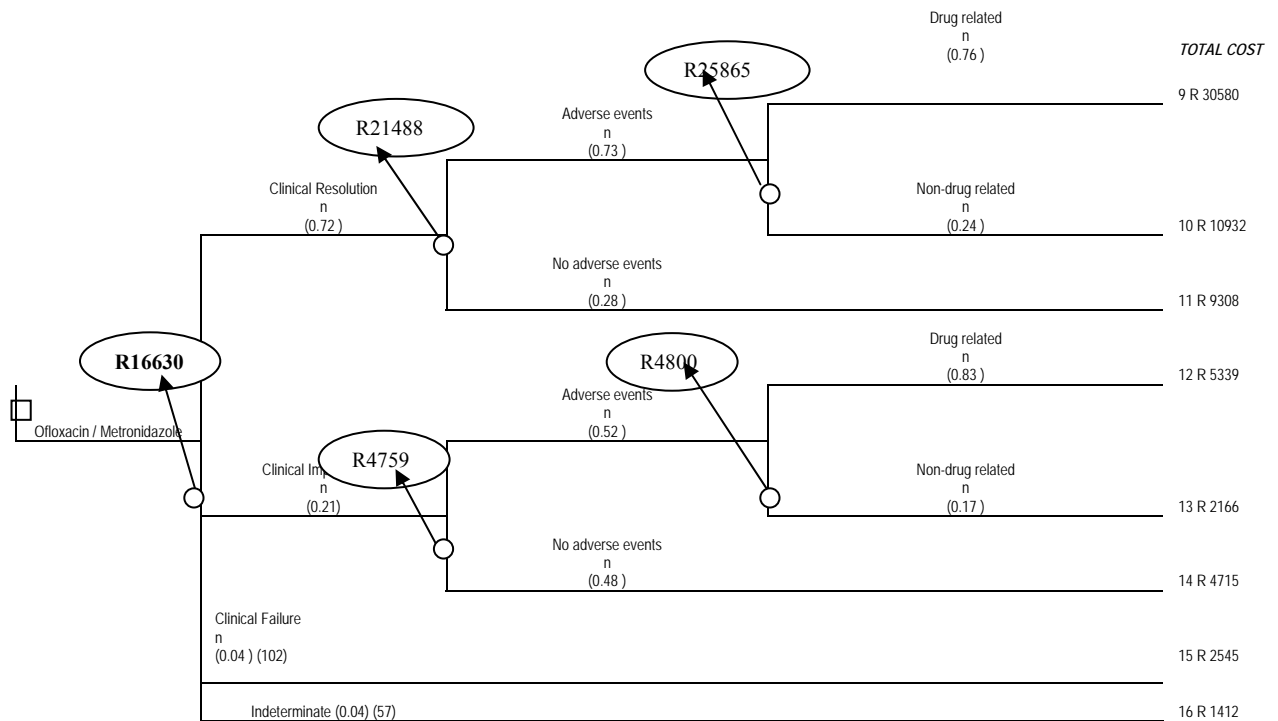 Drug related
n
(0.76 )
TOTAL COST
R25865
9 R 30580
Adverse events
n
(0.73 )
R21488
Clinical Resolution
n
(0.72 )
Non-drug related
n
(0.24 )
10 R 10932
No adverse events
n
(0.28 )
11 R 9308
Drug related
n
(0.83 )
12 R 5339
R16630
R4800
Adverse events
n
(0.52 )
Ofloxacin / Metronidazole
R4759
Clinical
n
(0.21)
Non-drug related
n
(0.17 )
13 R 2166
No adverse events
n
(0.48 )
14 R 4715
Clinical Failure
n
(0.04 ) (102)
15 R 2545
Indeterminate (0.04) (57)
16 R 1412